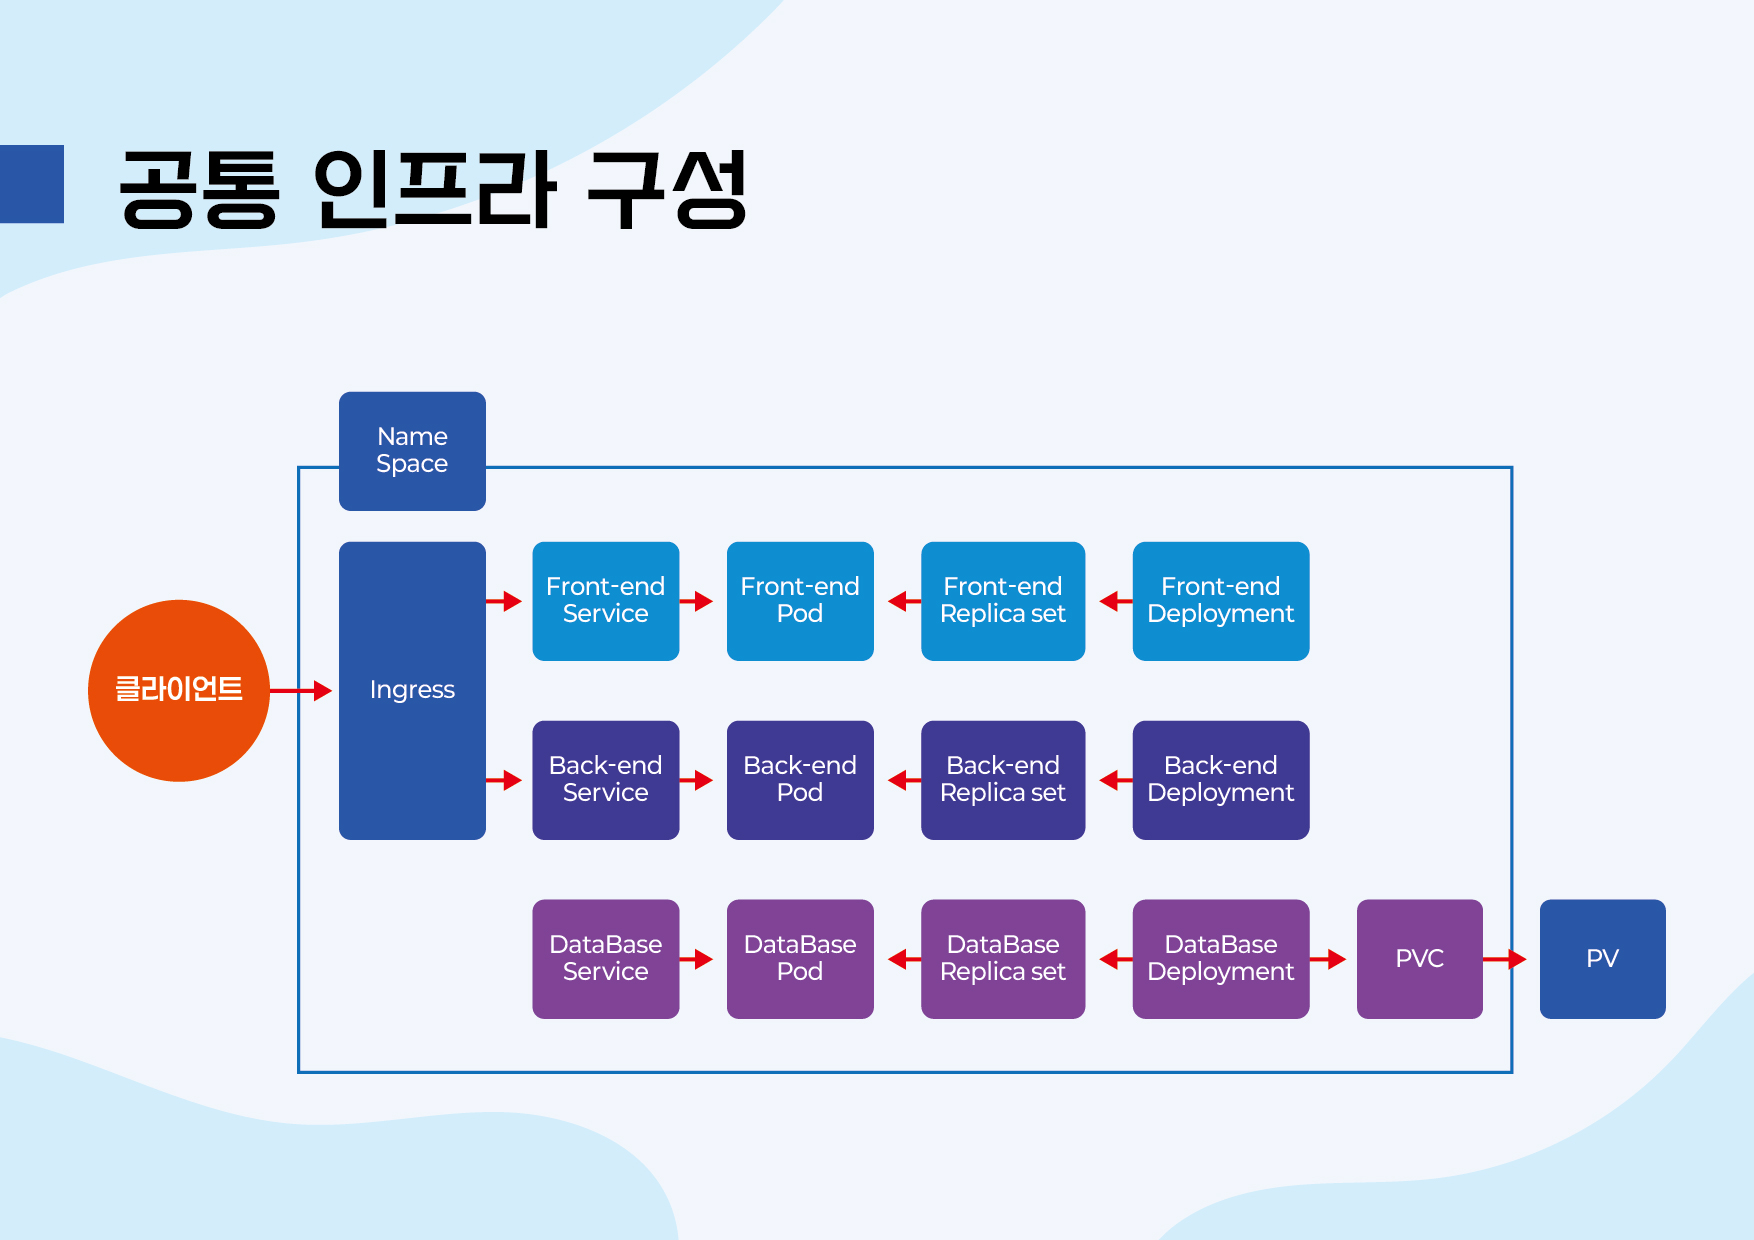 공통 인프라 구성
Name
Space
클라이언트
Ingress
Front-end
Service
Front-end
Pod
Front-end
Replica set
Front-end
Deployment
Back-end
Service
Back-end
Pod
Back-end
Replica set
Back-end
Deployment
DataBase
Service
DataBase
Pod
DataBase
Replica set
DataBase
Deployment
PVC
PV